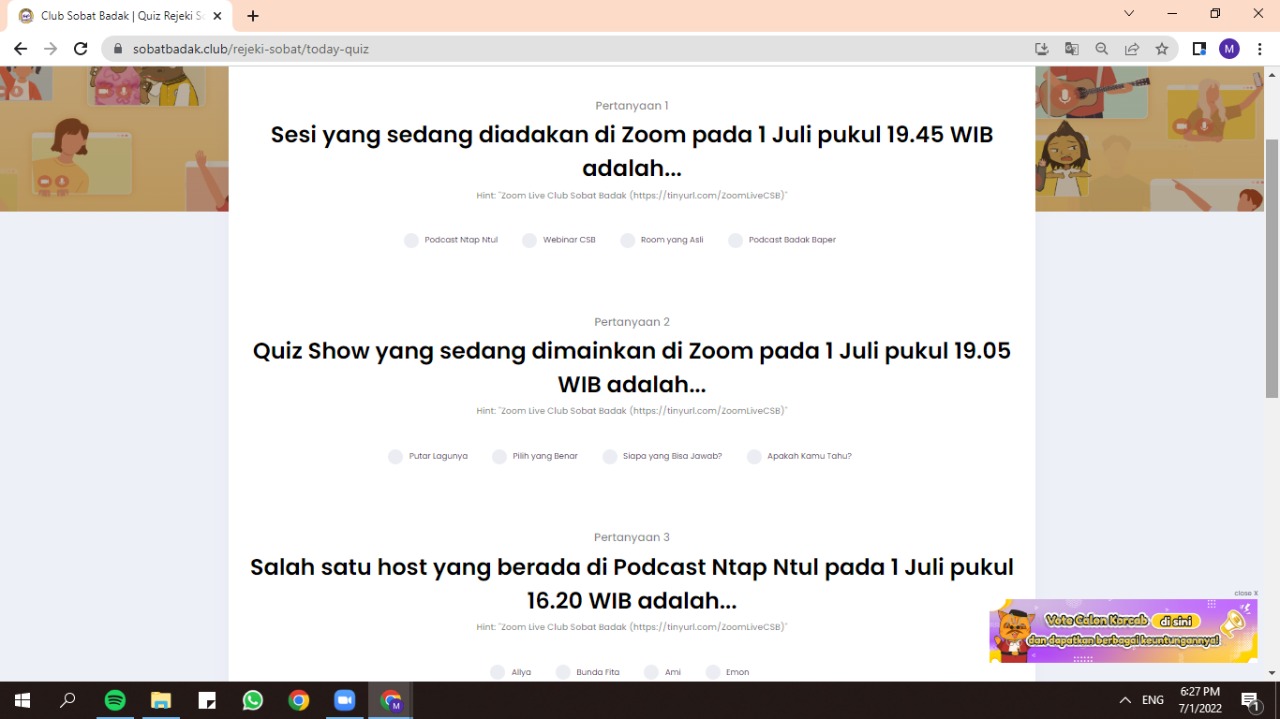 Club Sobat Badak | Quiz Rejeki S
sobatbadak.club/rejeki-sobat/today-quiz
M
Pertanyaan 1
Sesi yang sedang diadakan di Zoom pada 1 Juli pukul 19.45 WIB
adalah...
Hint: "Zoom Live Club Sobat Badak (https://tinyurl.com/ZoomLiveCSB)"
Podcast Ntap Ntul Webinar CSB Room yang Asli Podcast Badak Baper
Pertanyaan 2
Quiz Show yang sedang dimainkan di Zoom pada 1 Juli pukul 19.05
WIB adalah...
Hint: "Zoom Live Club Sobat Badak (https://tinyurl.com/ZoomLiveCSB)"
Putar Lagunya Pilih yang Benar Siapa yang Bisa Jawab? Apakah Kamu Tahu?
Pertanyaan 3
Salah satu host yang berada di Podcast Ntap Ntul pada 1 Juli pukul
16.20 WIB adalah...
Hint: "Zoom Live Club Sobat Badak (https://tinyurl.com/ZoomLiveCSB)"
Allya Bunda Fita Ami Emon
close X
Vote Calon Korcab di sini
dan dapatkan berbagai keuntungannya!
M
ENG
6:27 PM
7/1/2022
1